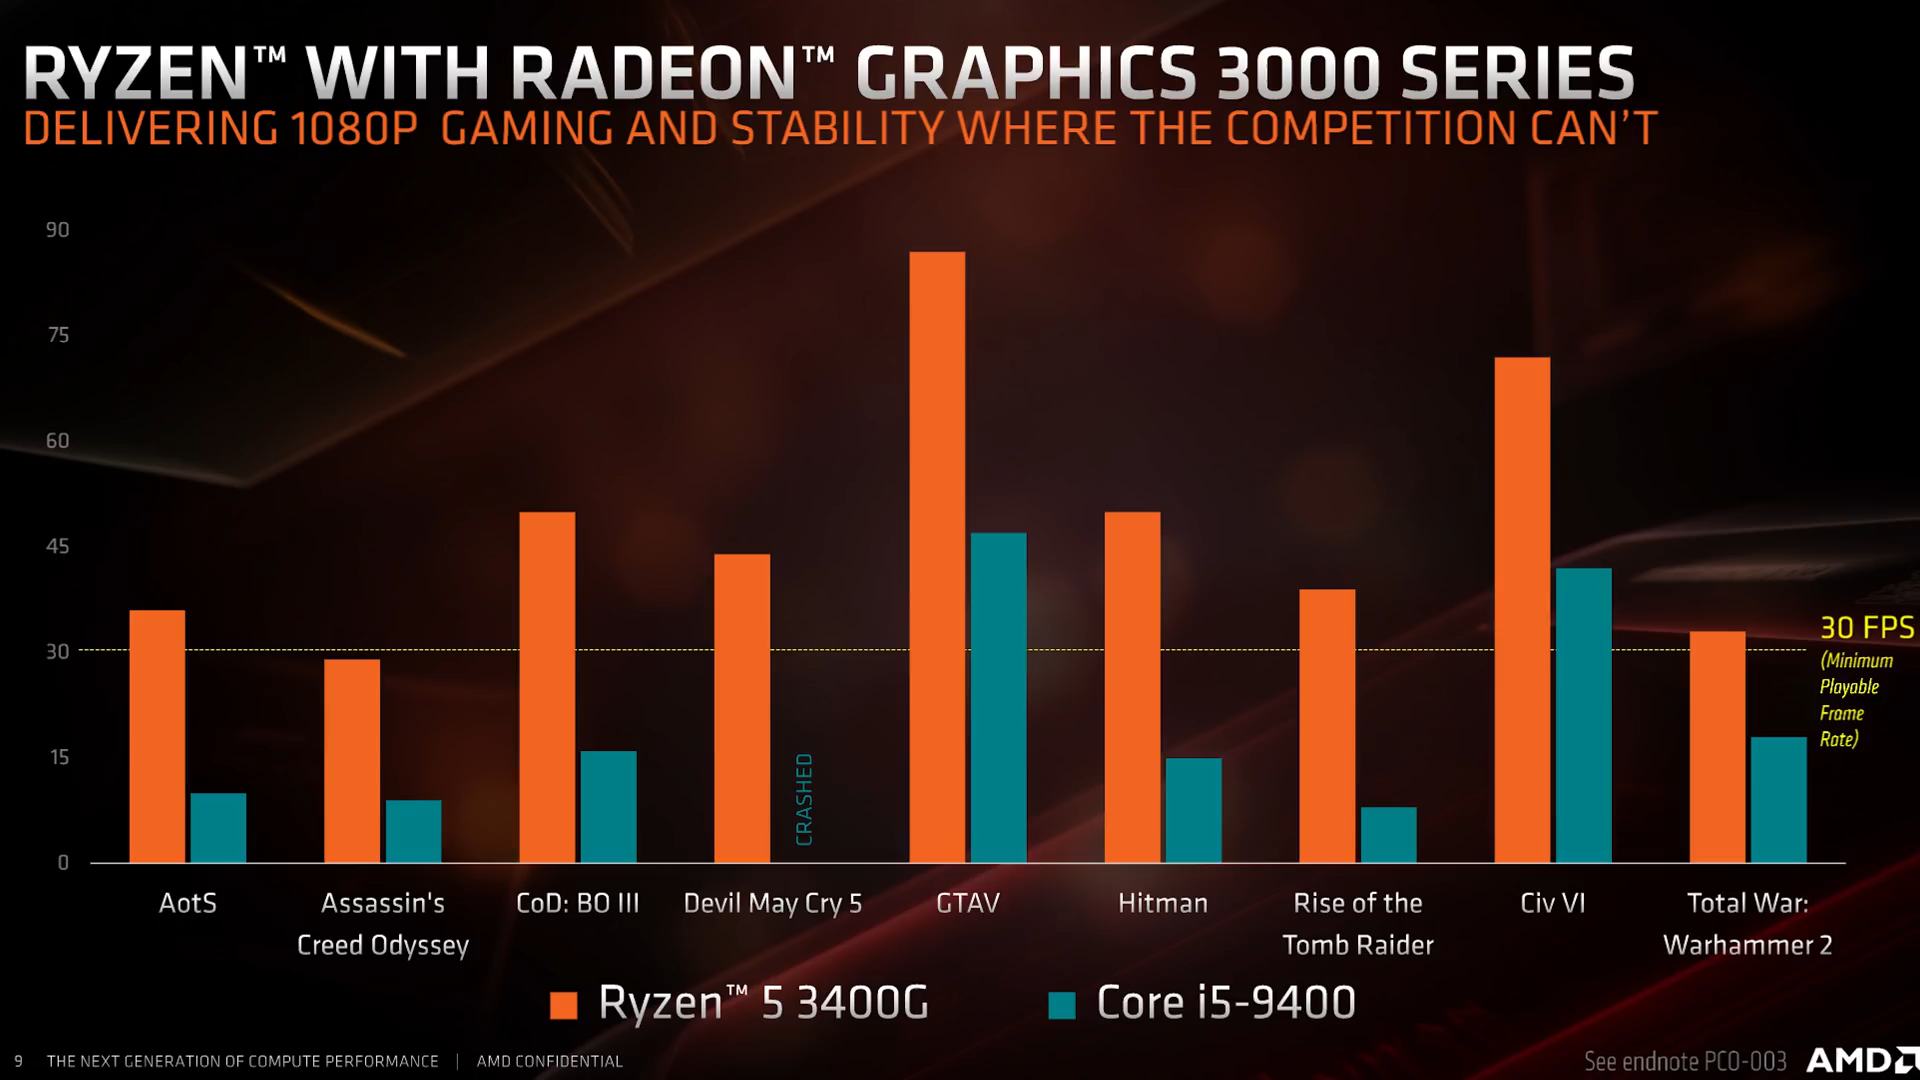 RYZEN™ WITH RADEON™ GRAPHICS 3000 SERIES
DELIVERING 1080P GAMING AND STABILITY WHERE THE COMPETITION CAN'T
90
75
60
45
30
15
0
30 FPS
(Minimum
Playable
Frame
Rate)
CRASHED
AotS
Assassin's
Creed Odyssey
CoD: BO III
Devil May Cry 5
GTAV
Hitman
Rise of the
Tomb Raider
Civ VI
Total War:
Warhammer 2
Ryzen™ 5 3400G
Core i5-9400
9 THE NEXT GENERATION OF COMPUTE PERFORMANCE | AMD CONFIDENTIAL
See endnote PCO-003
AMD